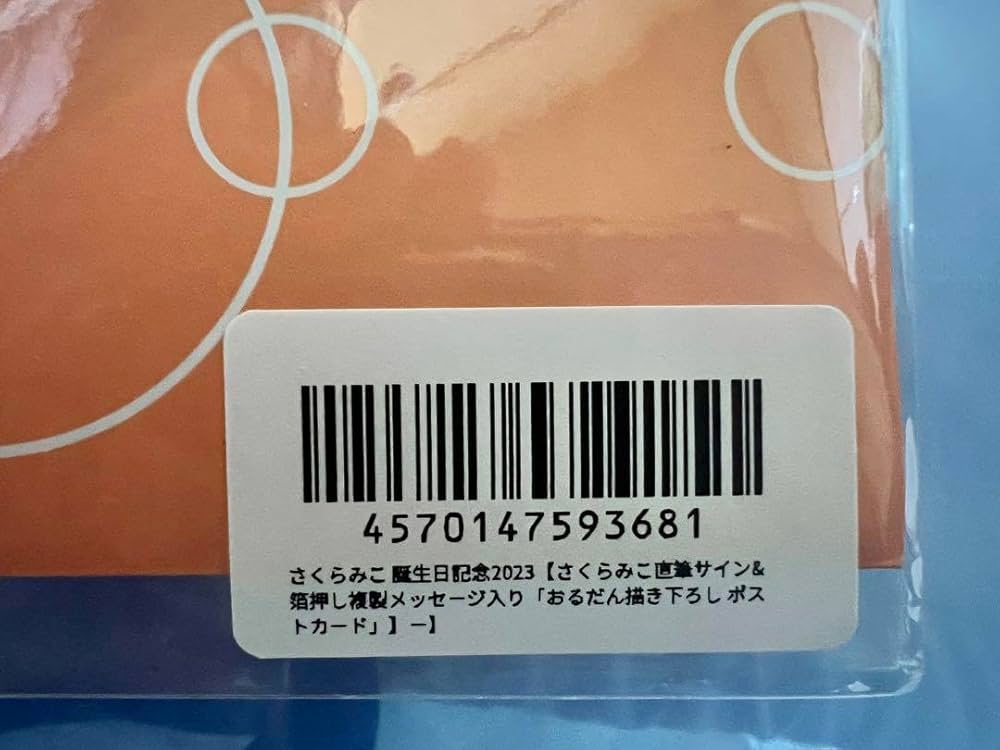 4570147593681
さくらみこ 誕生日記念2023【さくらみこ直筆サイン&
箔押し複製メッセージ入り「おるだん描き下ろし ポス
トカード」】ー】